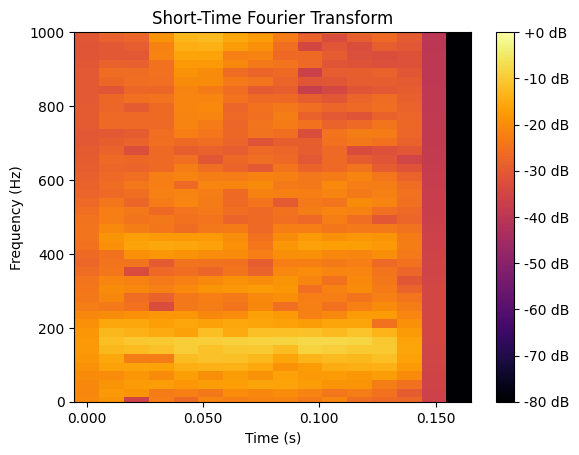 Short-Time Fourier Transform
1000
800
600
400
200
0
Frequency (Hz)
0.000
0.050
0.100
0.150
Time (s)
+0 dB
-10 dB
-20 dB
-30 dB
-40 dB
-50 dB
-60 dB
-70 dB
-80 dB